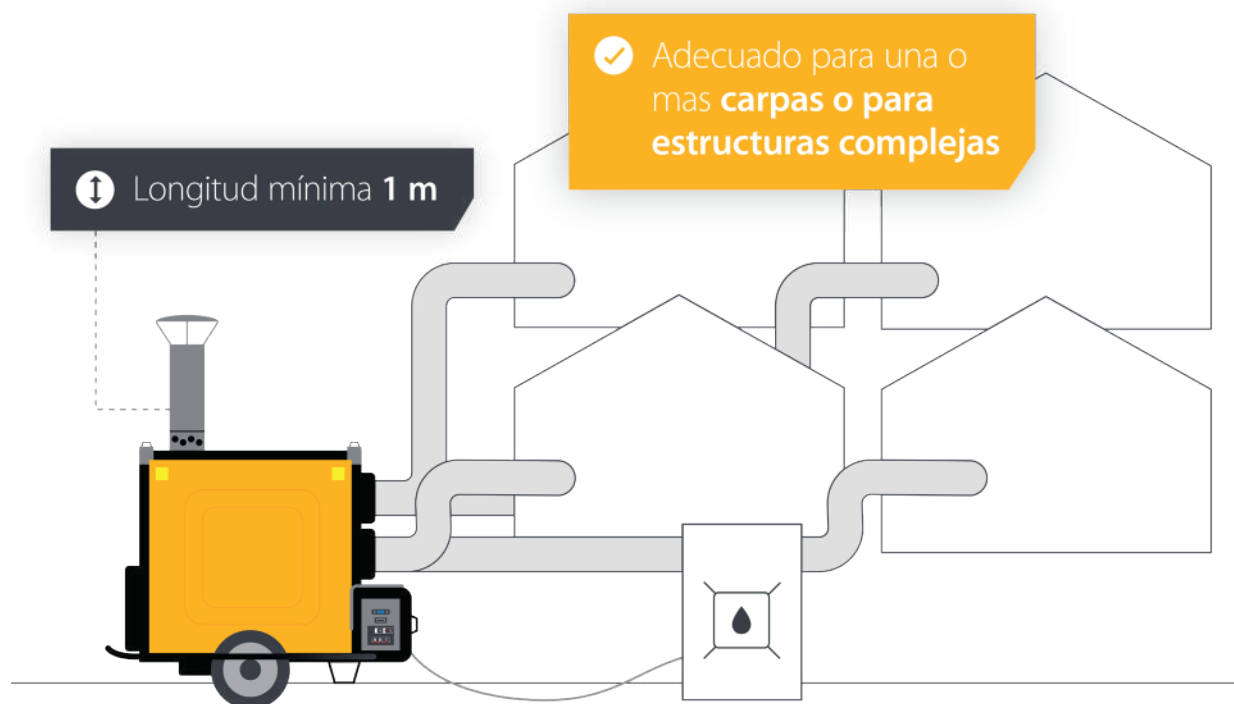 Adecuado para una o
mas carpas o para
estructuras complejas
Longitud mínima 1 m